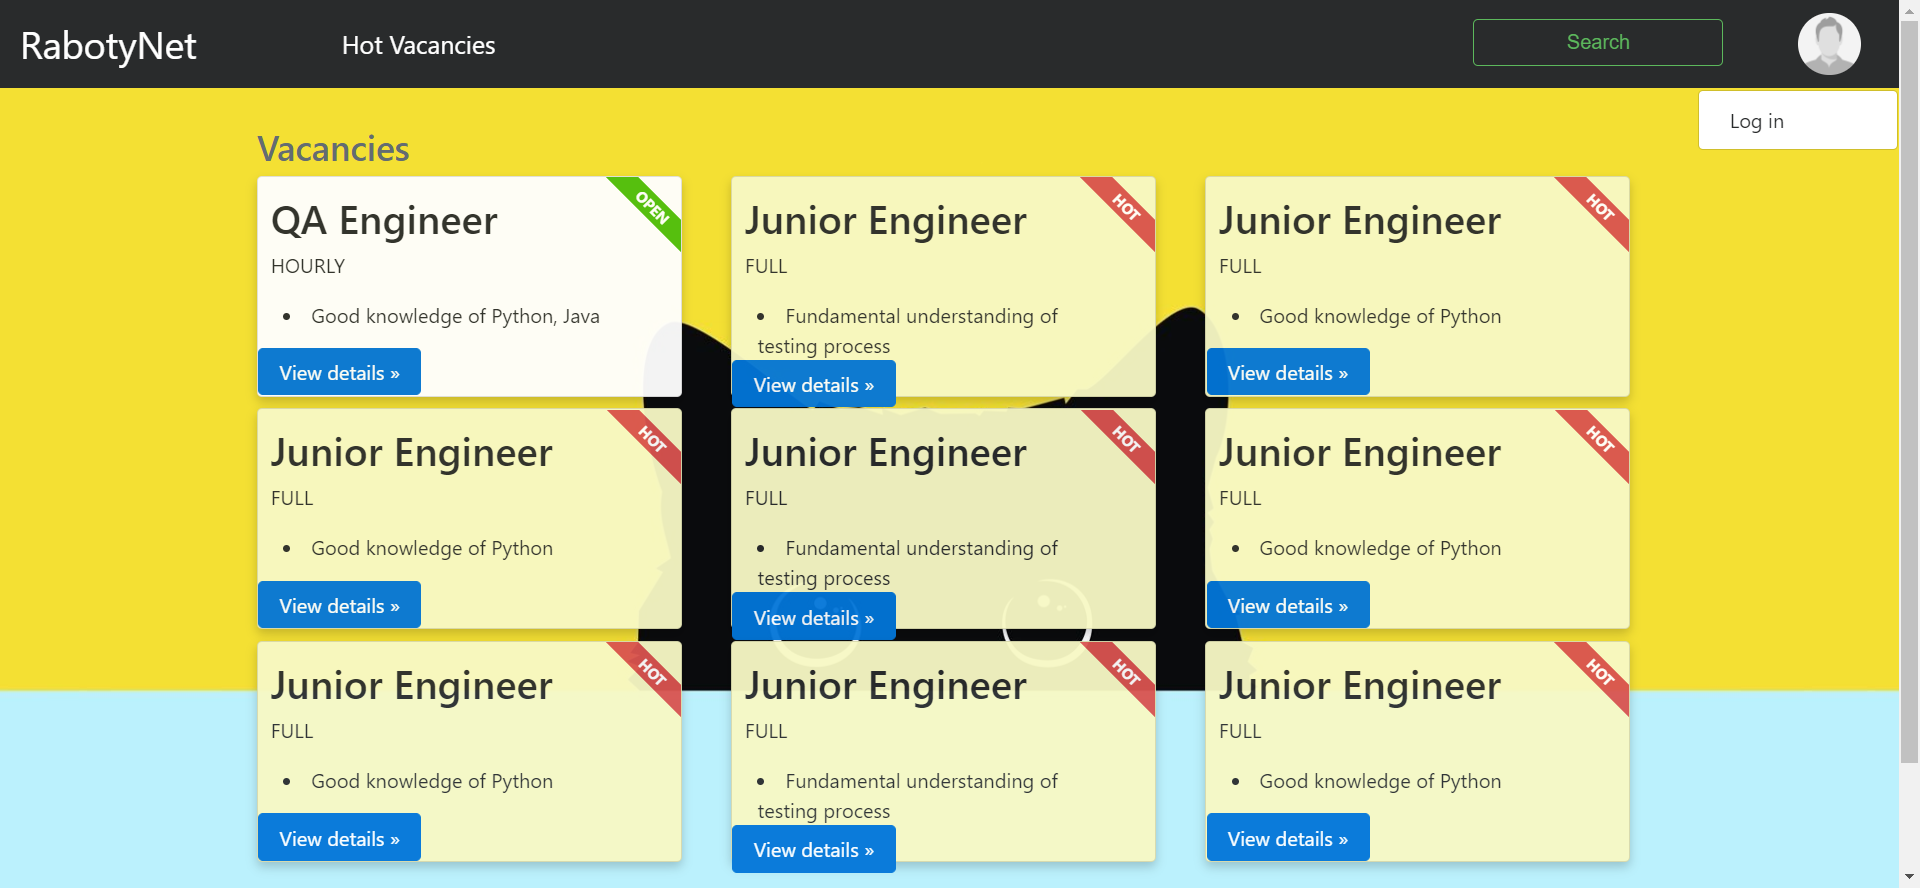 RabotyNet
Hot Vacancies
Search
Log in
Vacancies
QA Engineer
OPEN
HOURLY
Good knowledge of Python, Java
View details »
Junior Engineer
HOT
FULL
Fundamental understanding of
testing process
View details »
Junior Engineer
HOT
FULL
Good knowledge of Python
View details »
Junior Engineer
HOT
FULL
Good knowledge of Python
View details »
Junior Engineer
HOT
FULL
Fundamental understanding of
testing process
View details »
Junior Engineer
HOT
FULL
Good knowledge of Python
View details »
Junior Engineer
HOT
FULL
Good knowledge of Python
View details »
Junior Engineer
HOT
FULL
Fundamental understanding of
testing process
View details »
Junior Engineer
HOT
FULL
Good knowledge of Python
View details »